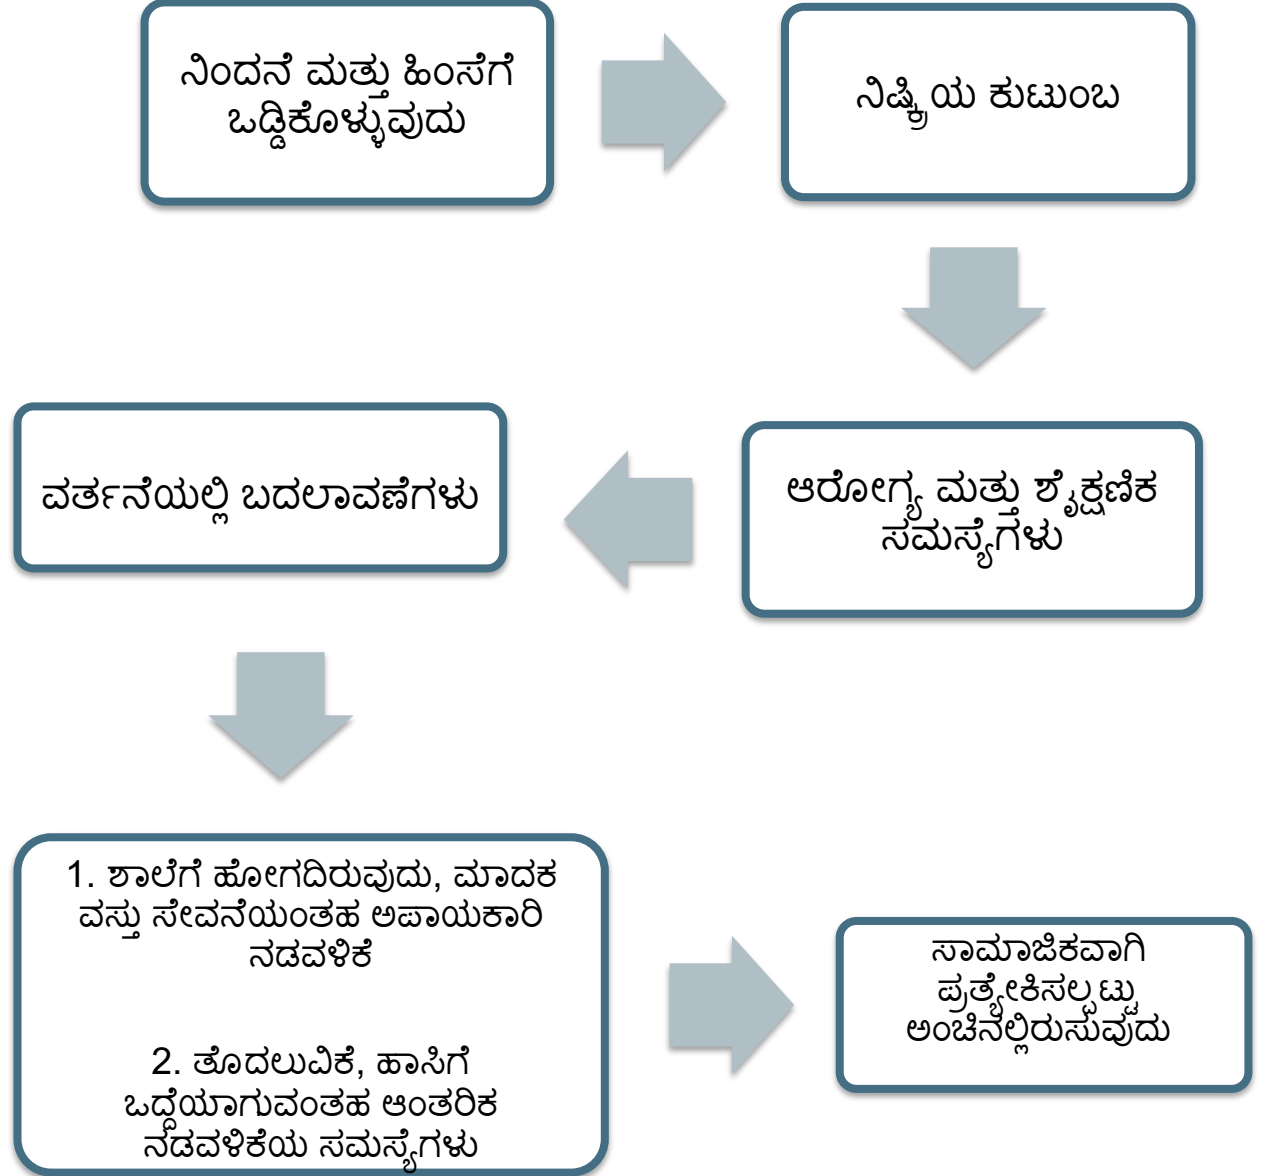 ನಿಂದನೆ ಮತ್ತು ಹಿಂಸೆಗೆ
ಒಡ್ಡಿಕೊಳ್ಳುವುದು
ನಿಷ್ಕ್ರಿಯ ಕುಟುಂಬ
ಆರೋಗ್ಯ ಮತ್ತು ಶೈಕ್ಷಣಿಕ
ಸಮಸ್ಯೆಗಳು
ವರ್ತನೆಯಲ್ಲಿ ಬದಲಾವಣೆಗಳು
1. ಶಾಲೆಗೆ ಹೋಗದಿರುವುದು, ಮಾದಕ
ವಸ್ತು ಸೇವನೆಯಂತಹ ಅಪಾಯಕಾರಿ
ನಡವಳಿಕೆ
2. ತೊದಲುವಿಕೆ, ಹಾಸಿಗೆ
ಒದ್ದೆಯಾಗುವಂತಹ ಆಂತರಿಕ
ನಡವಳಿಕೆಯ ಸಮಸ್ಯೆಗಳು
ಸಾಮಾಜಿಕವಾಗಿ
ಪ್ರತ್ಯೇಕಿಸಲ್ಪಟ್ಟು
ಅಂಚಿನಲ್ಲಿರುಸುವುದು